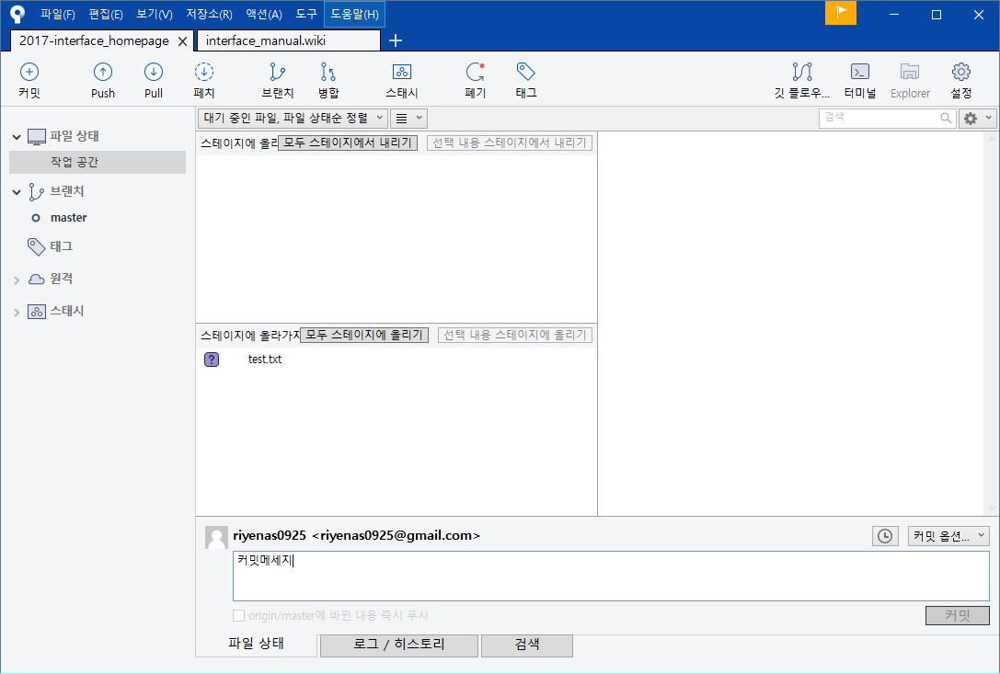 파일(F) 편집(E) 보기(V) 저장소(R) 액션(A) 도구 도움말(H)
2017-interface_homepage interface_manual.wiki
커밋 Push Pull 페치 브랜치 병합 스태시 폐기 태그 깃 플로우... 터미널 Explorer 설정
대기 중인 파일, 파일 상태순 정렬 검색
파일 상태
작업 공간
브랜치
master
태그
원격
스태시
스테이지에 올라 모두 스테이지에서 내리기 선택 내용 스테이지에서 내리기
스테이지에 올라가지 모두 스테이지에 올리기 선택 내용 스테이지에 올리기
? test.txt
riyenas0925 <riyenas0925@gmail.com> 커밋 옵션...
커밋메세지
origin/master에 바뀐 내용 즉시 푸시 커밋
파일 상태 로그 / 히스토리 검색